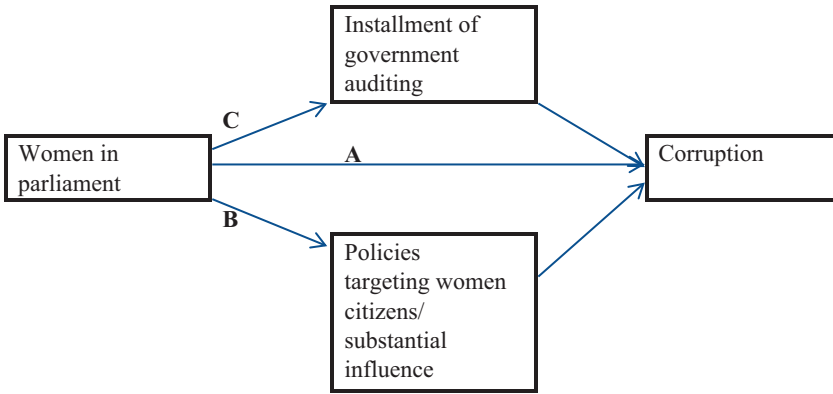 Installment of
government
auditing
C
Women in
parliament
A
Corruption
B
Policies
targeting women
citizens/
substantial
influence